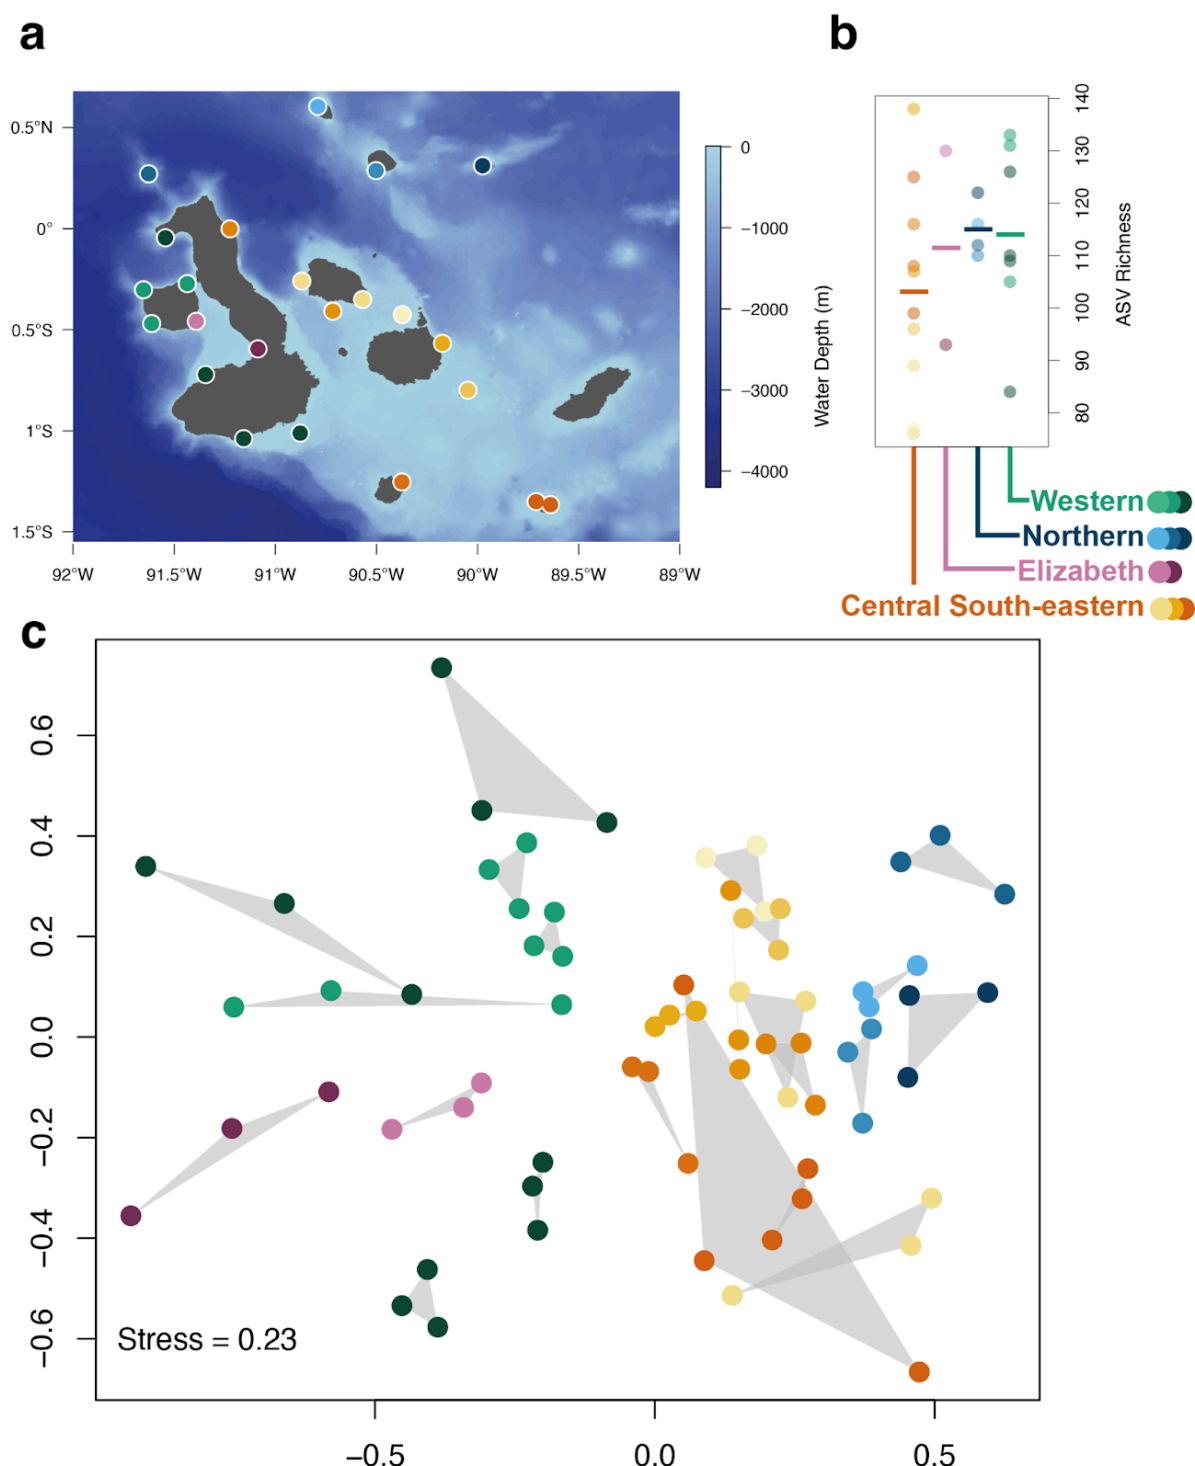 a
b
0.5°N
0°
0.5°S
1°S
1.5°S
92°W 91.5°W 91°W 90.5°W 90°W 89.5°W 89°W
0
−1000
−2000
−3000
−4000
Water Depth (m)
140
130
120
110
100
90
80
ASV Richness
Western
Northern
Elizabeth
Central South-eastern
c
0.6
0.4
0.2
0.0
−0.2
−0.4
−0.6
Stress = 0.23
−0.5 0.0 0.5